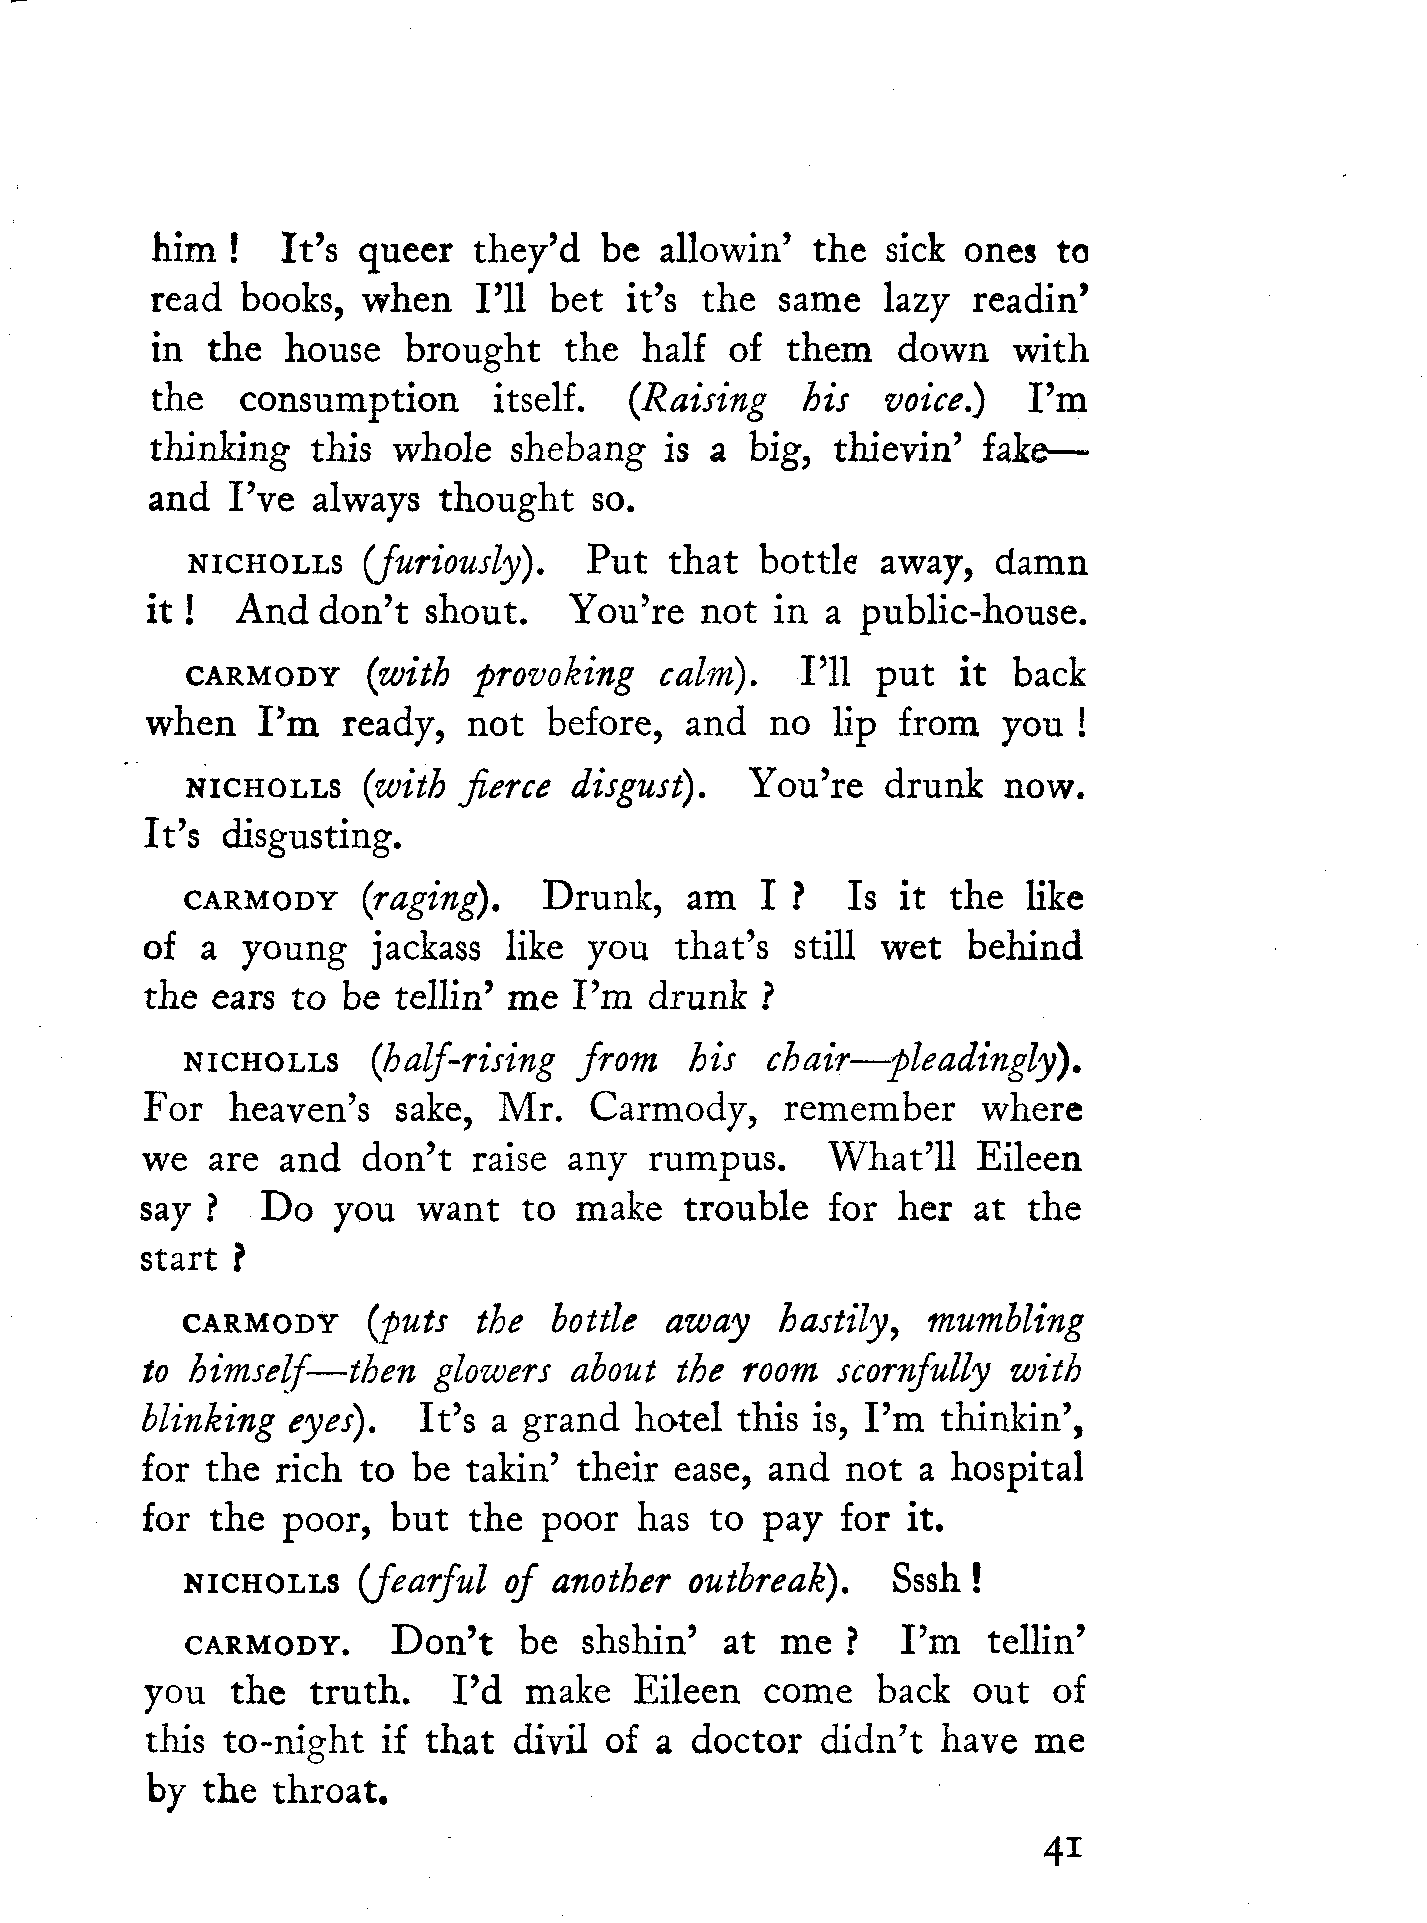 him ! It's queer they'd be allowin' the sick ones to
read books, when I'll bet it's the same lazy readin'
in the house brought the half of them down with
the consumption itself. (Raising his voice.) I'm
thinking this whole shebang is a big, thievin' fake—
and I've always thought so.
NICHOLLS (furiously). Put that bottle away, damn
it ! And don't shout. You're not in a public-house.
CARMODY (with provoking calm). I'll put it back
when I'm ready, not before, and no lip from you !
NICHOLLS (with fierce disgust). You're drunk now.
It's disgusting.
CARMODY (raging). Drunk, am I ? Is it the like
of a young jackass like you that's still wet behind
the ears to be tellin' me I'm drunk ?
NICHOLLS (half-rising from his chair—pleadingly).
For heaven's sake, Mr. Carmody, remember where
we are and don't raise any rumpus. What'll Eileen
say ? Do you want to make trouble for her at the
start ?
CARMODY (puts the bottle away hastily, mumbling
to himself—then glowers about the room scornfully with
blinking eyes). It's a grand hotel this is, I'm thinkin',
for the rich to be takin' their ease, and not a hospital
for the poor, but the poor has to pay for it.
NICHOLLS (fearful of another outbreak). Sssh !
CARMODY. Don't be shshin' at me ? I'm tellin'
you the truth. I'd make Eileen come back out of
this to-night if that divil of a doctor didn't have me
by the throat.
41